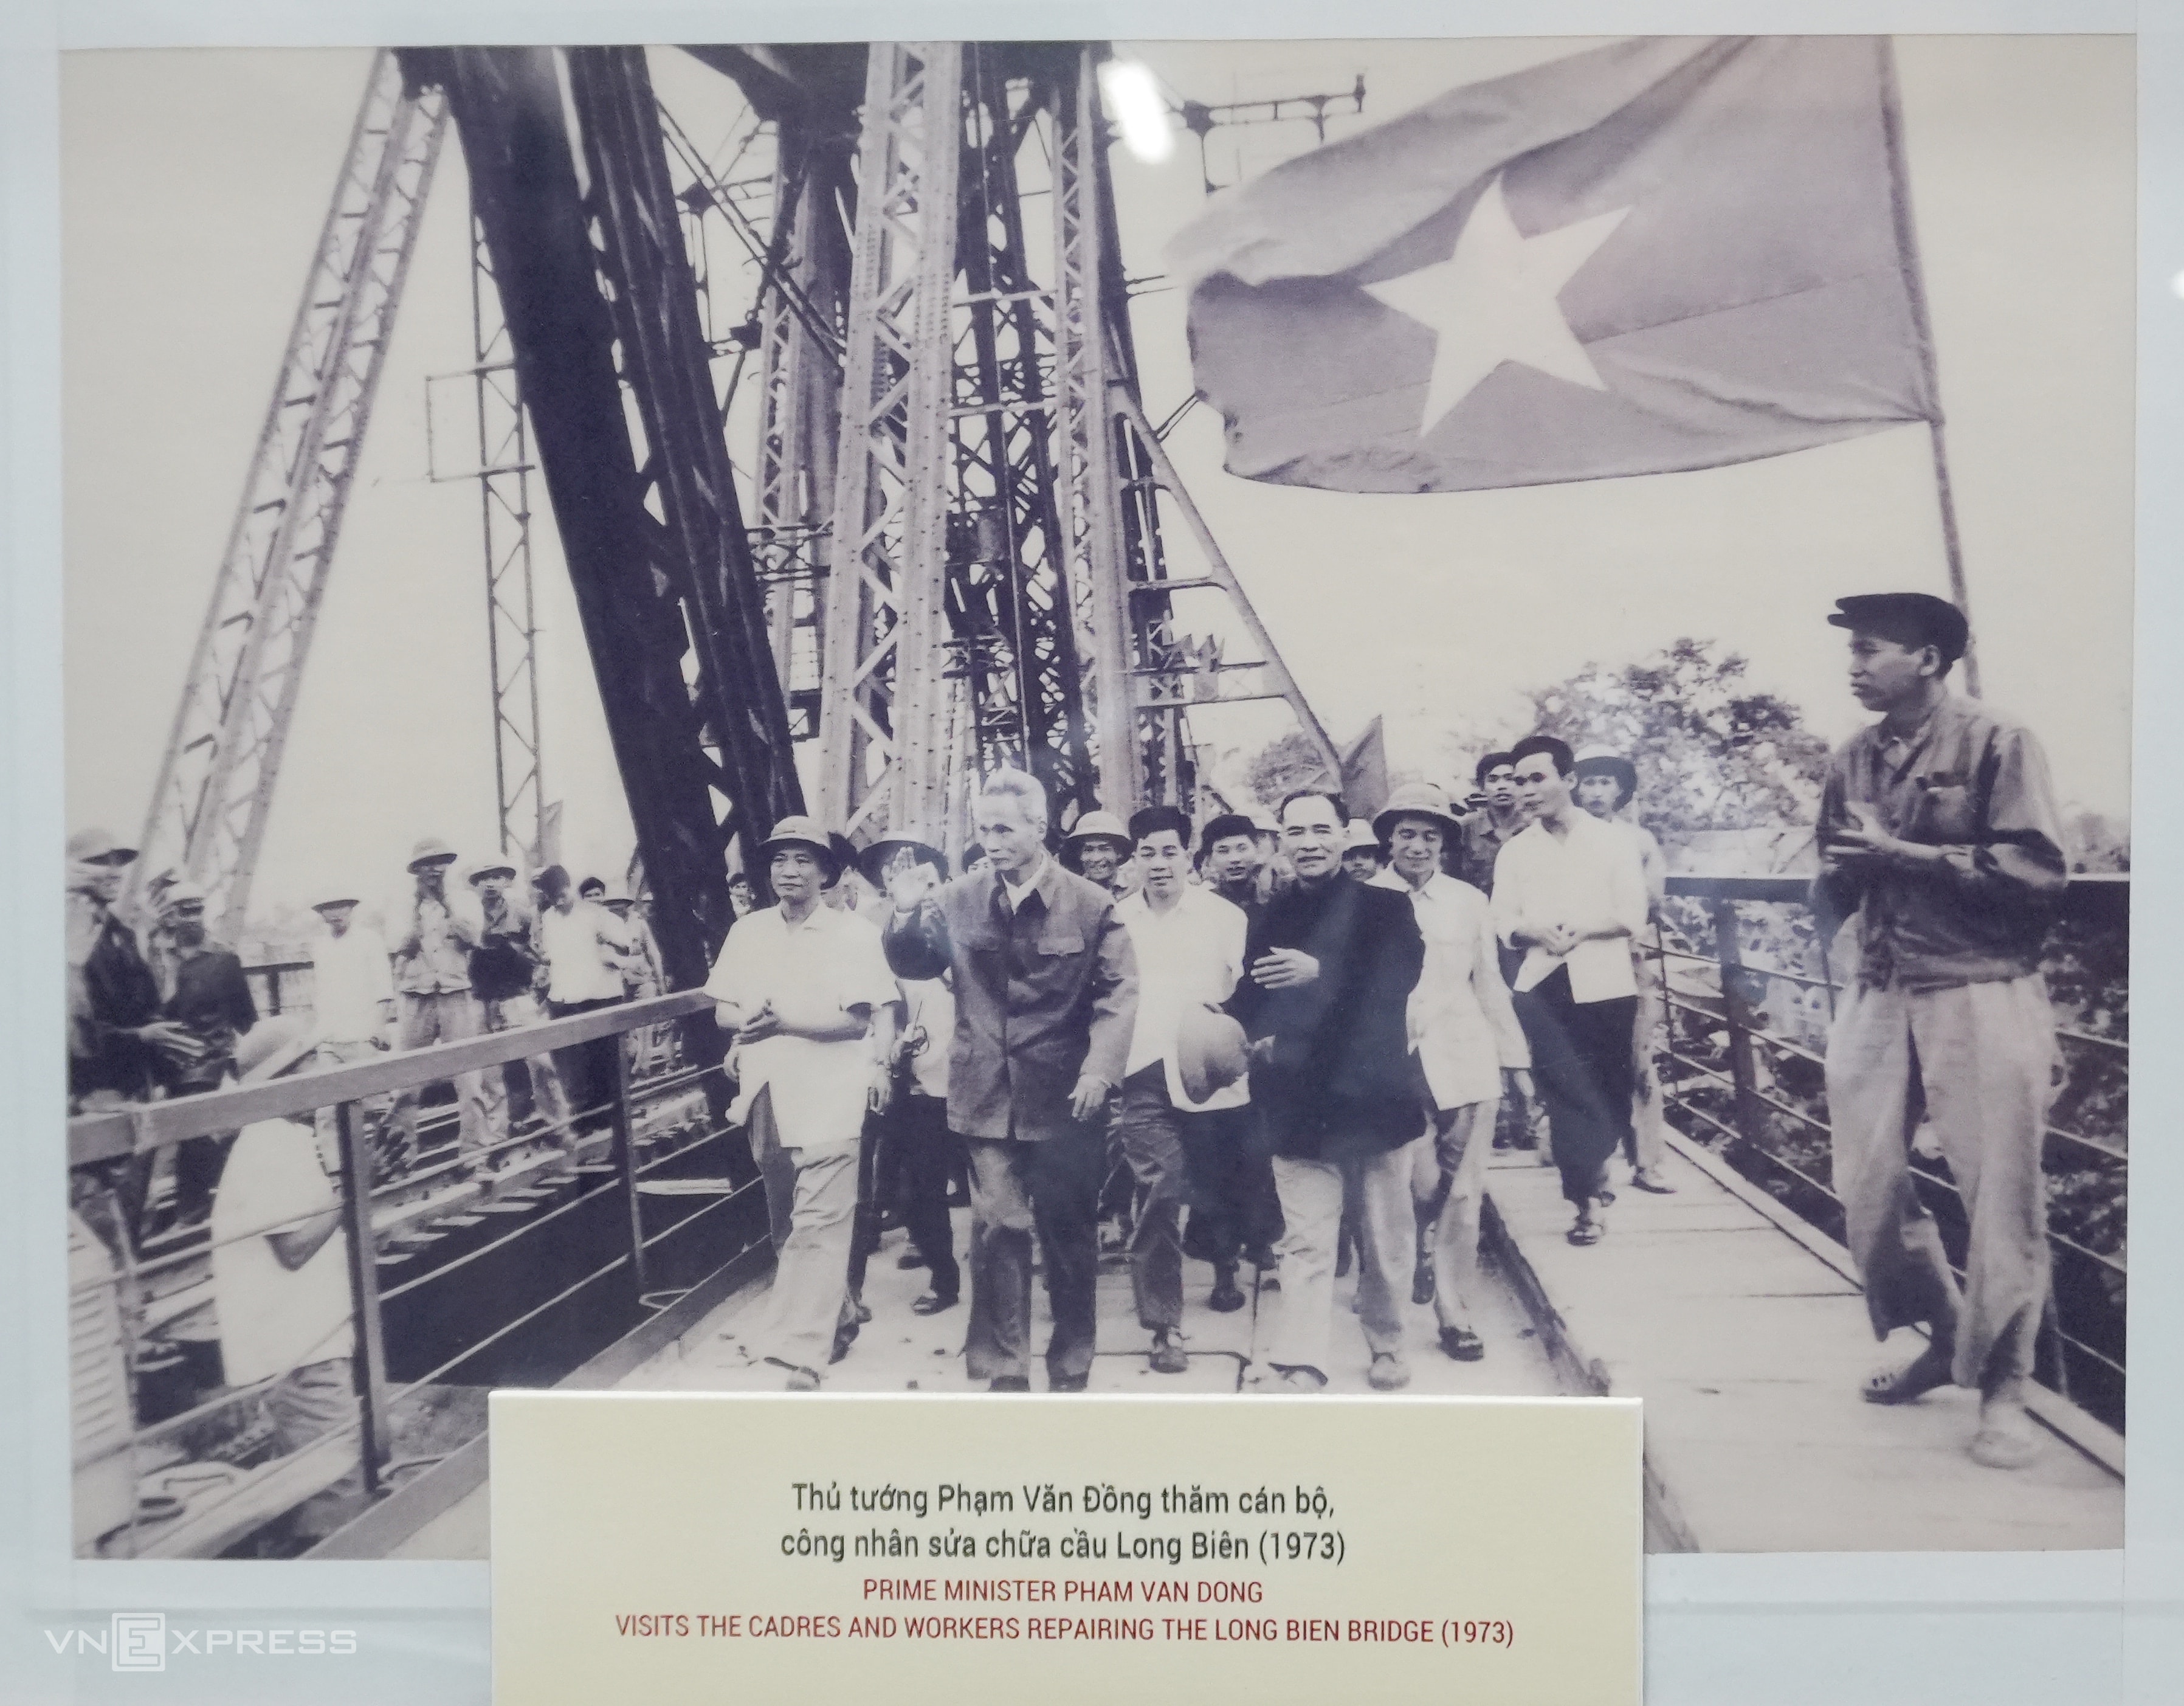 Thủ tướng Phạm Văn Đồng thăm cán bộ,
công nhân sửa chữa cầu Long Biên (1973)
PRIME MINISTER PHAM VAN DONG
VISITS THE CADRES AND WORKERS REPAIRING THE LONG BIEN BRIDGE (1973)
VNEXPRESS